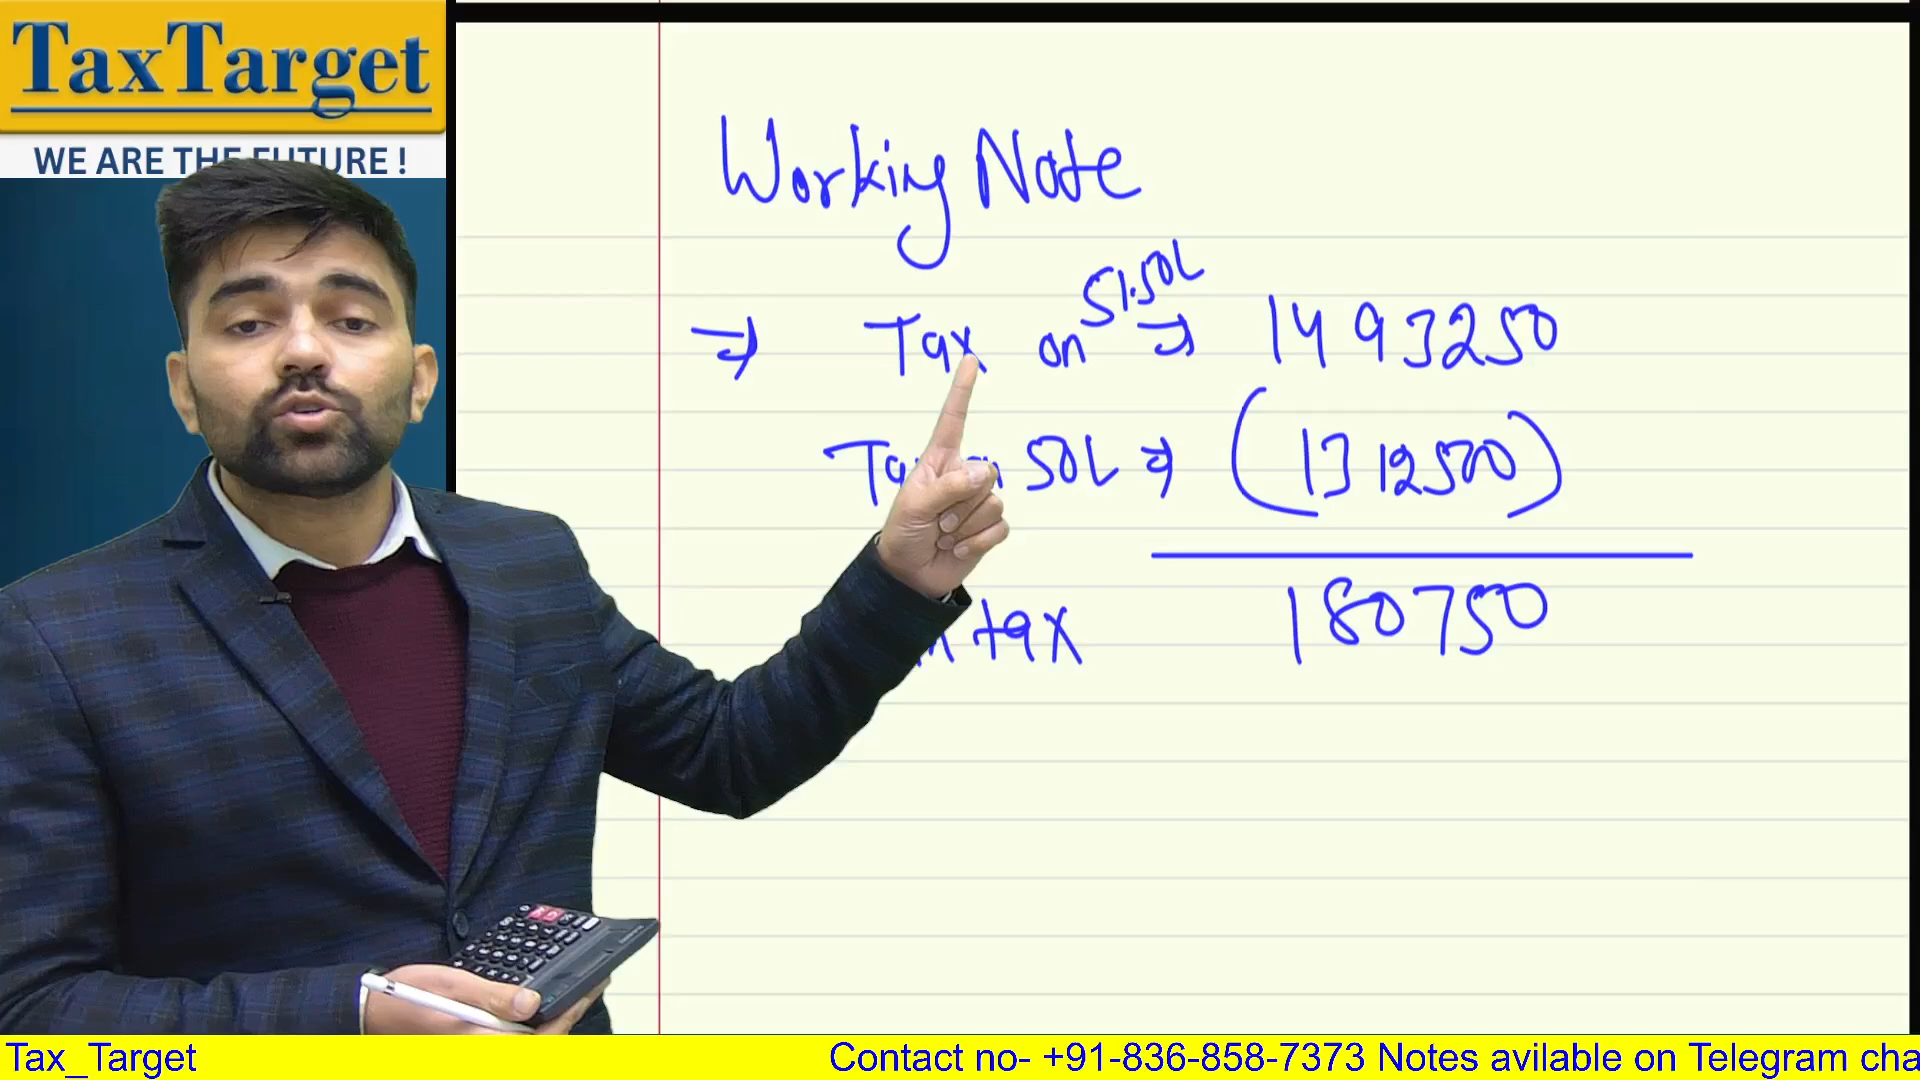 TaxTarget
WE ARE THE FUTURE !
Working Note
⇒ Tax on 51.50L ⇒ 1493250
50L ⇒ (1312500)
tax 180750
Tax_Target
Contact no- +91-836-858-7373 Notes avilable on Telegram cha